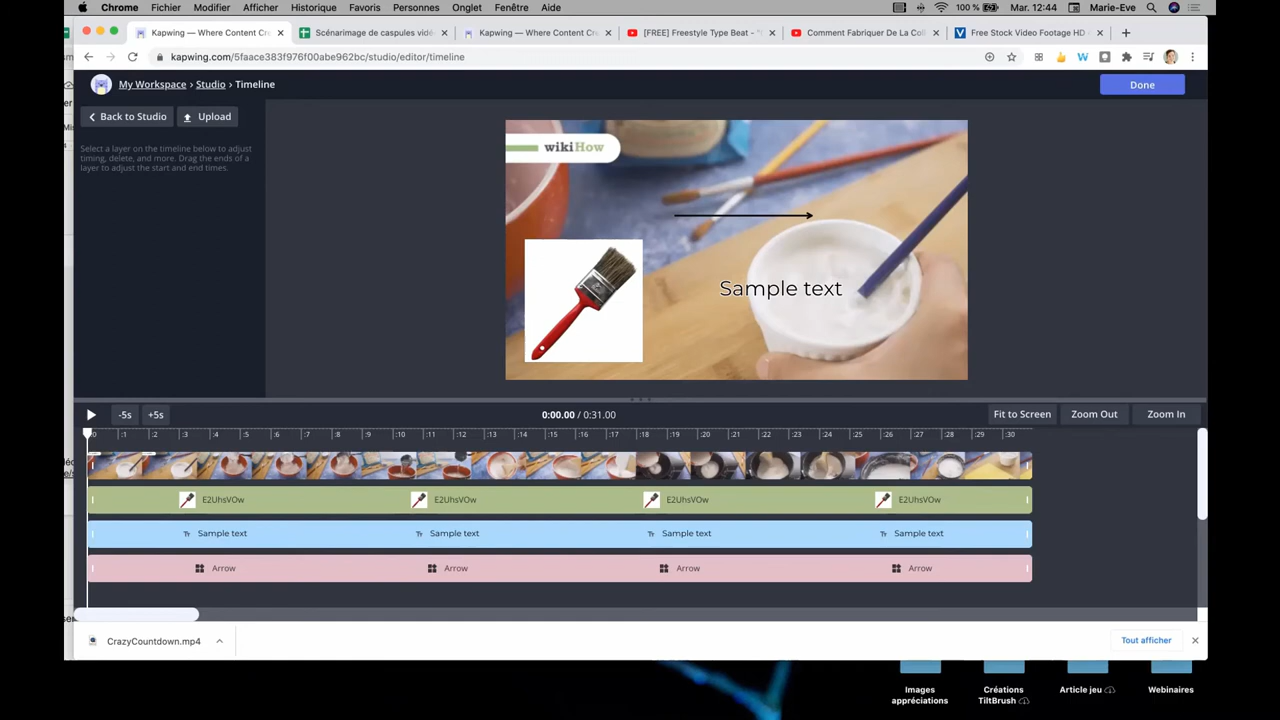 Chrome Fichier Modifier Afficher Historique Favoris Personnes Onglet Fenêtre Aide 100 % Mar. 12:44 Marie-Eve
Kapwing — Where Content Cre Scénarimage de caspules vidé Kapwing — Where Content Cre [FREE] Freestyle Type Beat - " Comment Fabriquer De La Coll Free Stock Video Footage HD
kapwing.com/5faace383f976f00abe962bc/studio/editor/timeline
My Workspace › Studio › Timeline Done
Back to Studio Upload
Select a layer on the timeline below to adjust
timing, delete, and more. Drag the ends of a
layer to adjust the start and end times.
wikiHow
Sample text
-5s +5s 0:00.00 / 0:31.00 Fit to Screen Zoom Out Zoom In
:0 :1 :2 :3 :4 :5 :6 :7 :8 :9 :10 :11 :12 :13 :14 :15 :16 :17 :18 :19 :20 :21 :22 :23 :24 :25 :26 :27 :28 :29 :30
E2UhsVOw E2UhsVOw E2UhsVOw E2UhsVOw
Sample text Sample text Sample text Sample text
Arrow Arrow Arrow Arrow
CrazyCountdown.mp4 Tout afficher
Images
appréciations
Créations
TiltBrush
Article jeu
Webinaires